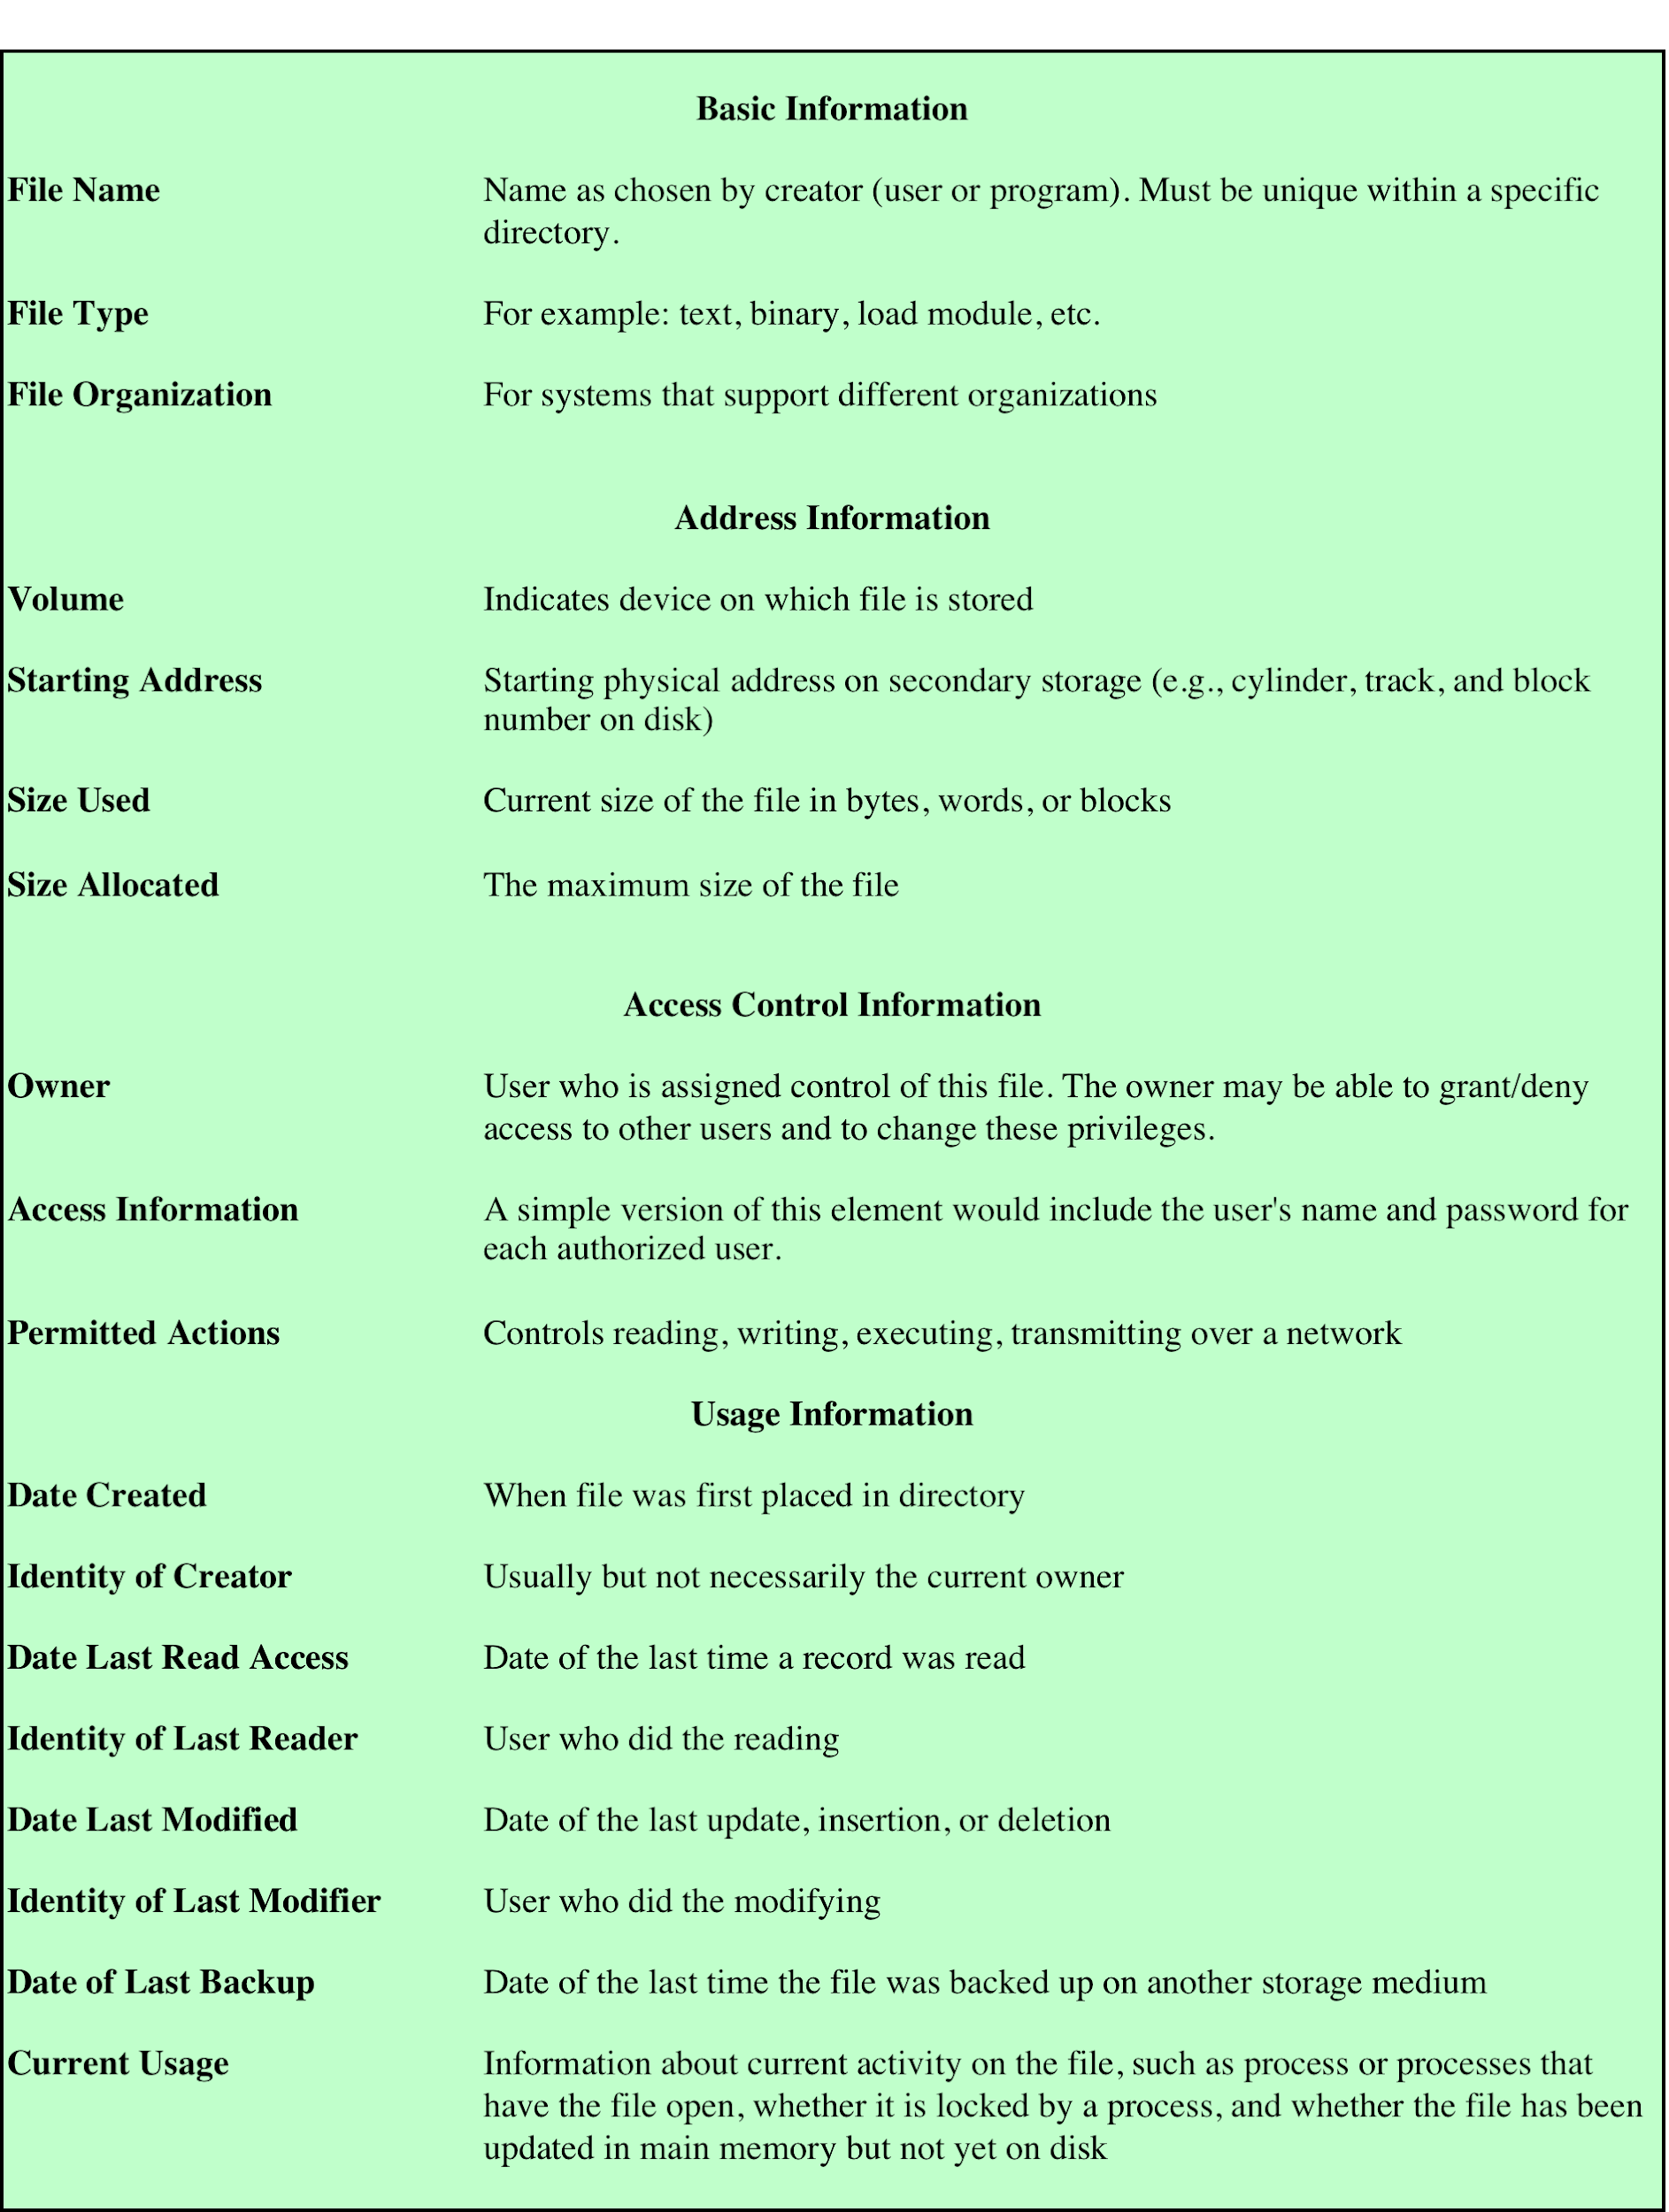 Basic Information
File Name Name as chosen by creator (user or program). Must be unique within a specific
directory.
File Type For example: text, binary, load module, etc.
File Organization For systems that support different organizations
Address Information
Volume Indicates device on which file is stored
Starting Address Starting physical address on secondary storage (e.g., cylinder, track, and block
number on disk)
Size Used Current size of the file in bytes, words, or blocks
Size Allocated The maximum size of the file
Access Control Information
Owner User who is assigned control of this file. The owner may be able to grant/deny
access to other users and to change these privileges.
Access Information A simple version of this element would include the user's name and password for
each authorized user.
Permitted Actions Controls reading, writing, executing, transmitting over a network
Usage Information
Date Created When file was first placed in directory
Identity of Creator Usually but not necessarily the current owner
Date Last Read Access Date of the last time a record was read
Identity of Last Reader User who did the reading
Date Last Modified Date of the last update, insertion, or deletion
Identity of Last Modifier User who did the modifying
Date of Last Backup Date of the last time the file was backed up on another storage medium
Current Usage Information about current activity on the file, such as process or processes that
have the file open, whether it is locked by a process, and whether the file has been
updated in main memory but not yet on disk